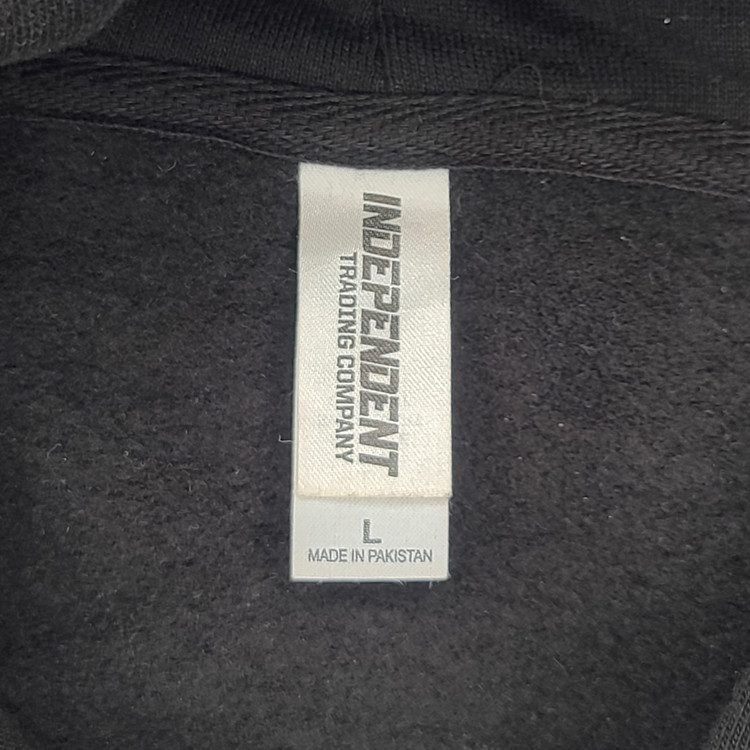 INDEPENDENT
TRADING COMPANY
L
MADE IN PAKISTAN